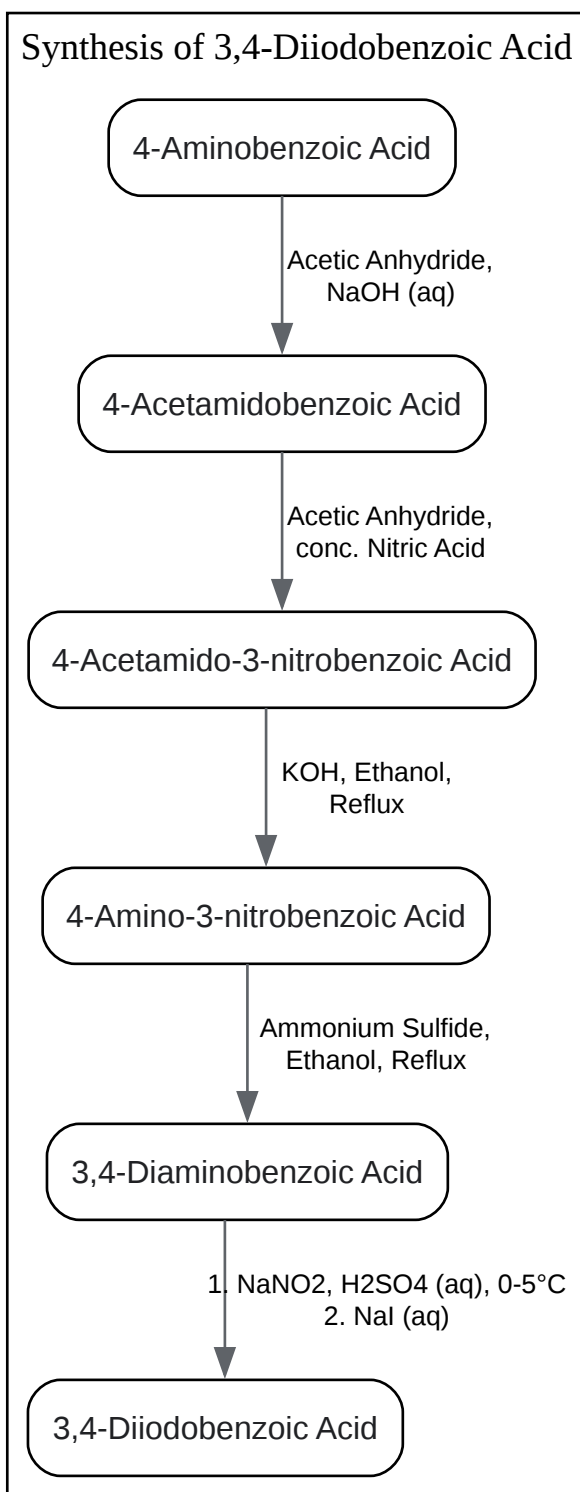 Synthesis of 3,4-Diiodobenzoic Acid
4-Aminobenzoic Acid
Acetic Anhydride,
NaOH (aq)
4-Acetamidobenzoic Acid
Acetic Anhydride,
conc. Nitric Acid
4-Acetamido-3-nitrobenzoic Acid
KOH, Ethanol,
Reflux
4-Amino-3-nitrobenzoic Acid
Ammonium Sulfide,
Ethanol, Reflux
3,4-Diaminobenzoic Acid
1. NaNO2, H2SO4 (aq), 0-5°C
2. NaI (aq)
3,4-Diiodobenzoic Acid